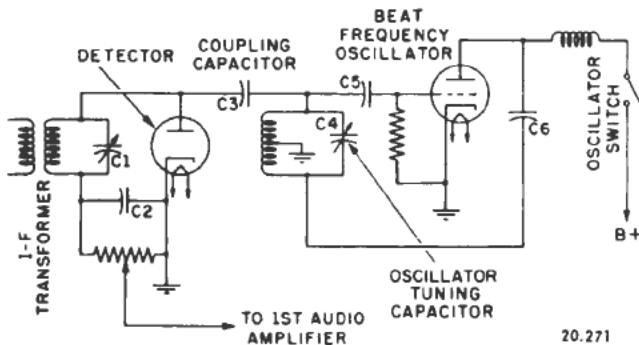 BEAT
FREQUENCY
OSCILLATOR
COUPLING
CAPACITOR
DETECTOR
C3
C5
C4
C1
C2
C6
I-F
TRANSFORMER
OSCILLATOR
SWITCH
B+
OSCILLATOR
TUNING
CAPACITOR
TO 1ST AUDIO
AMPLIFIER
20.271